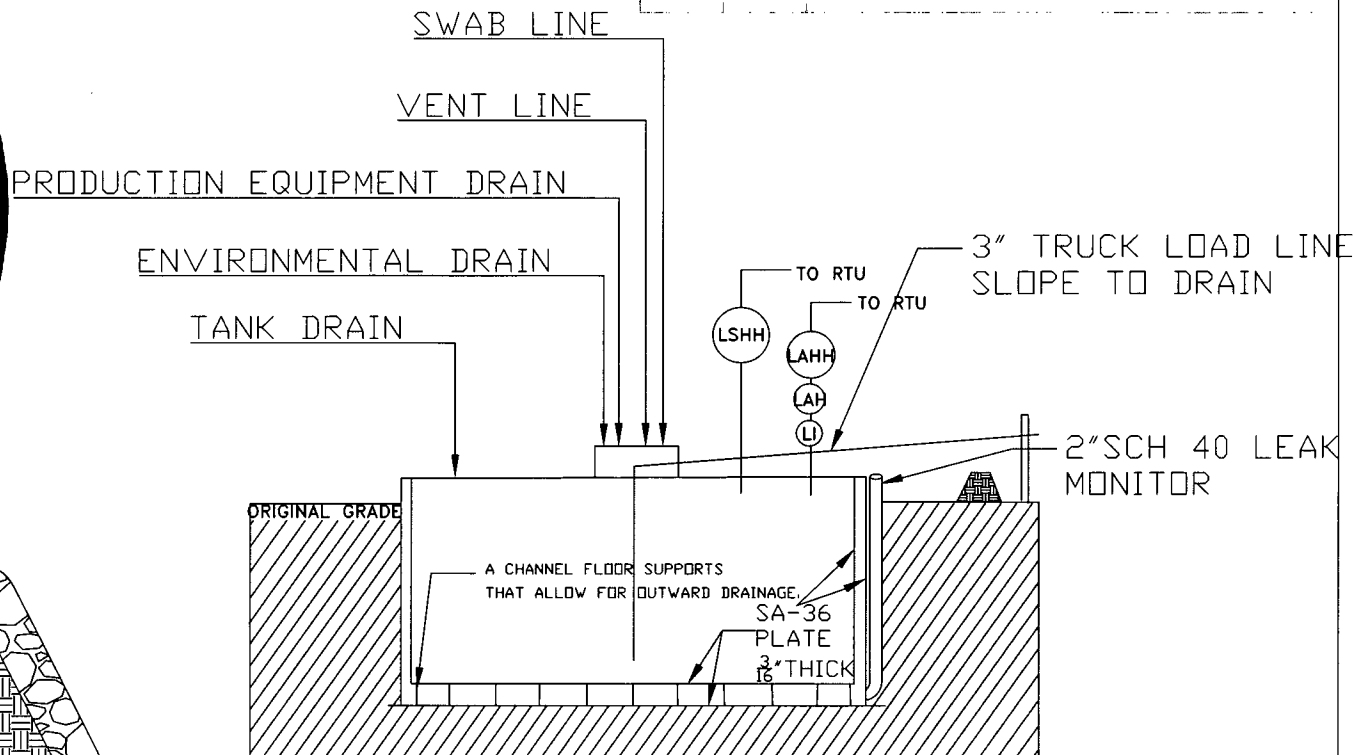 SWAB LINE
VENT LINE
PRODUCTION EQUIPMENT DRAIN
ENVIRONMENTAL DRAIN
TANK DRAIN
TO RTU
TO RTU
3" TRUCK LOAD LINE
SLOPE TO DRAIN
LSHH
LAHH
LAH
LI
2"SCH 40 LEAK
MONITOR
ORIGINAL GRADE
A CHANNEL FLOOR SUPPORTS
THAT ALLOW FOR OUTWARD DRAINAGE.
SA-36
PLATE
3/16"THICK